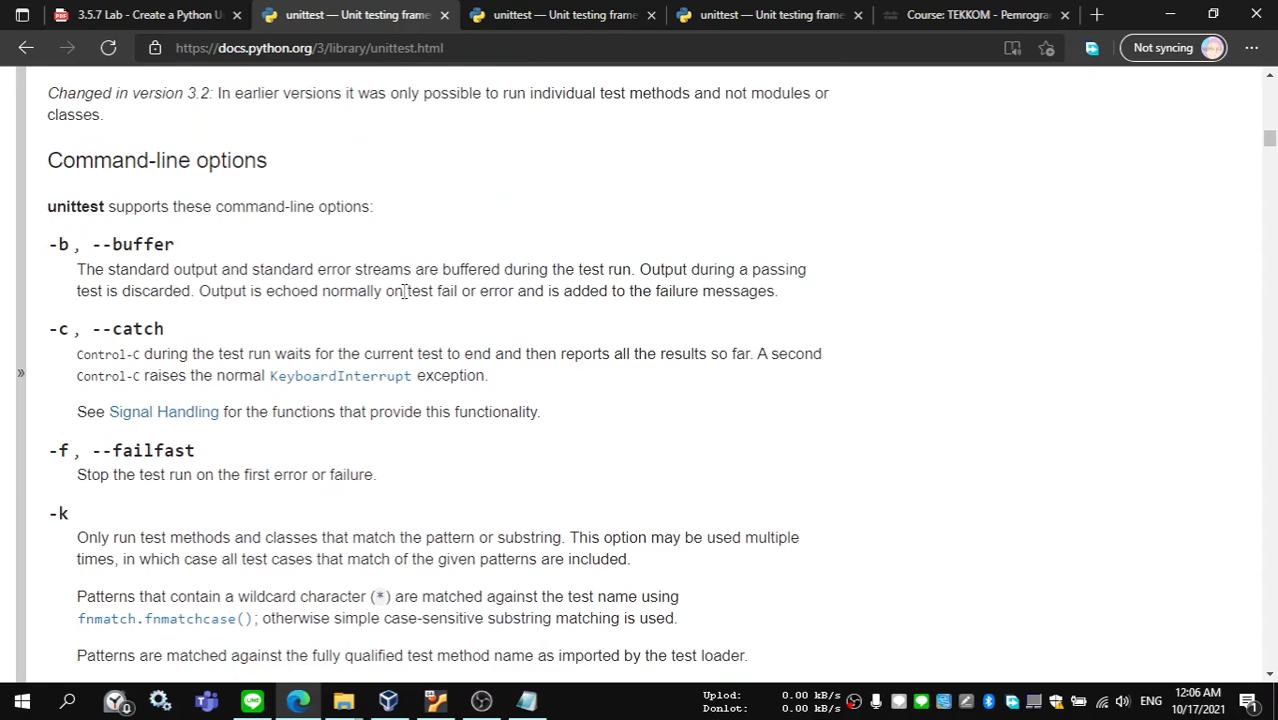 3.5.7 Lab - Create a Python U
unittest — Unit testing frame
unittest — Unit testing frame
unittest — Unit testing frame
Course: TEKKOM - Pemrogra
https://docs.python.org/3/library/unittest.html
Not syncing
Changed in version 3.2: In earlier versions it was only possible to run individual test methods and not modules or
classes.
Command-line options
unittest supports these command-line options:
-b, --buffer
The standard output and standard error streams are buffered during the test run. Output during a passing
test is discarded. Output is echoed normally on test fail or error and is added to the failure messages.
-c, --catch
Control-C during the test run waits for the current test to end and then reports all the results so far. A second
Control-C raises the normal KeyboardInterrupt exception.
See Signal Handling for the functions that provide this functionality.
»
-f, --failfast
Stop the test run on the first error or failure.
-k
Only run test methods and classes that match the pattern or substring. This option may be used multiple
times, in which case all test cases that match of the given patterns are included.
Patterns that contain a wildcard character (*) are matched against the test name using
fnmatch.fnmatchcase(); otherwise simple case-sensitive substring matching is used.
Patterns are matched against the fully qualified test method name as imported by the test loader.
Uplod: 0.00 kB/s
Donlot: 0.00 kB/s
ENG
12:06 AM
10/17/2021